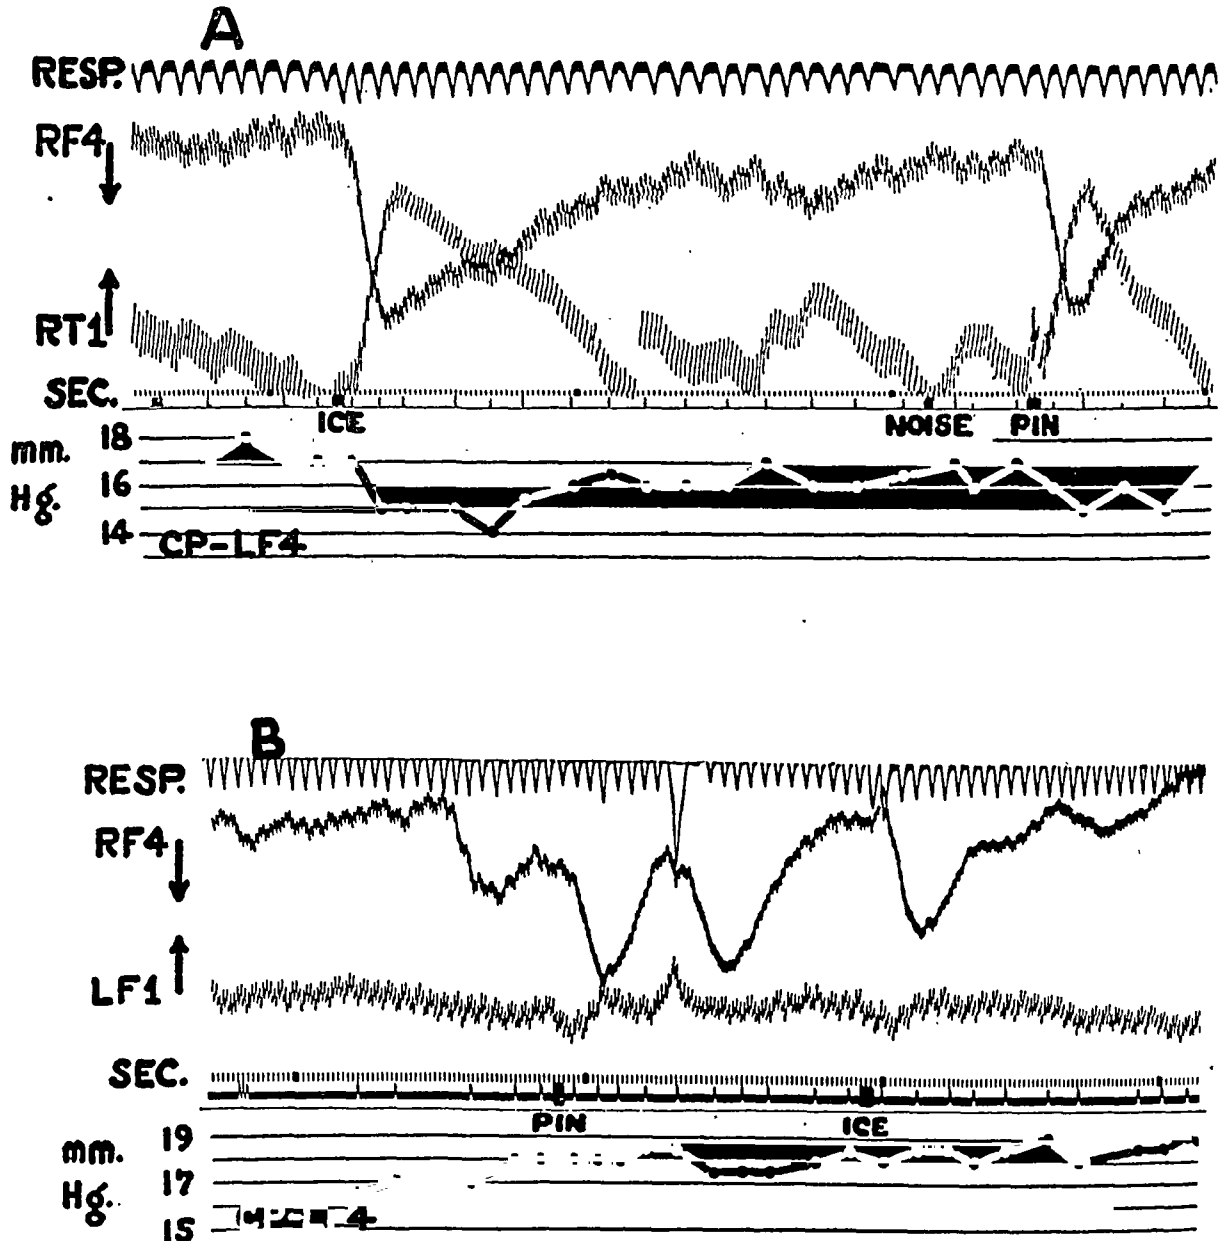 A
RESP.
RF4
RT1
SEC.
ICE NOISE PIN
mm. 18
Hg. 16
14
CP-LF4
B
RESP.
RF4
LF1
SEC.
PIN ICE
mm. 19
Hg. 17
15